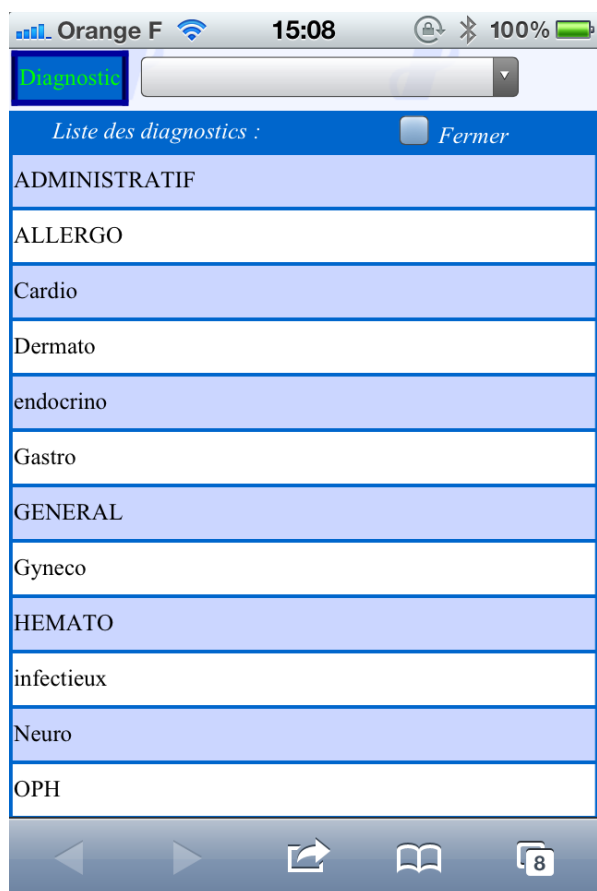 Orange F 15:08 100%
Diagnostic
Liste des diagnostics : Fermer
ADMINISTRATIF
ALLERGO
Cardio
Dermato
endocrino
Gastro
GENERAL
Gyneco
HEMATO
infectieux
Neuro
OPH
8